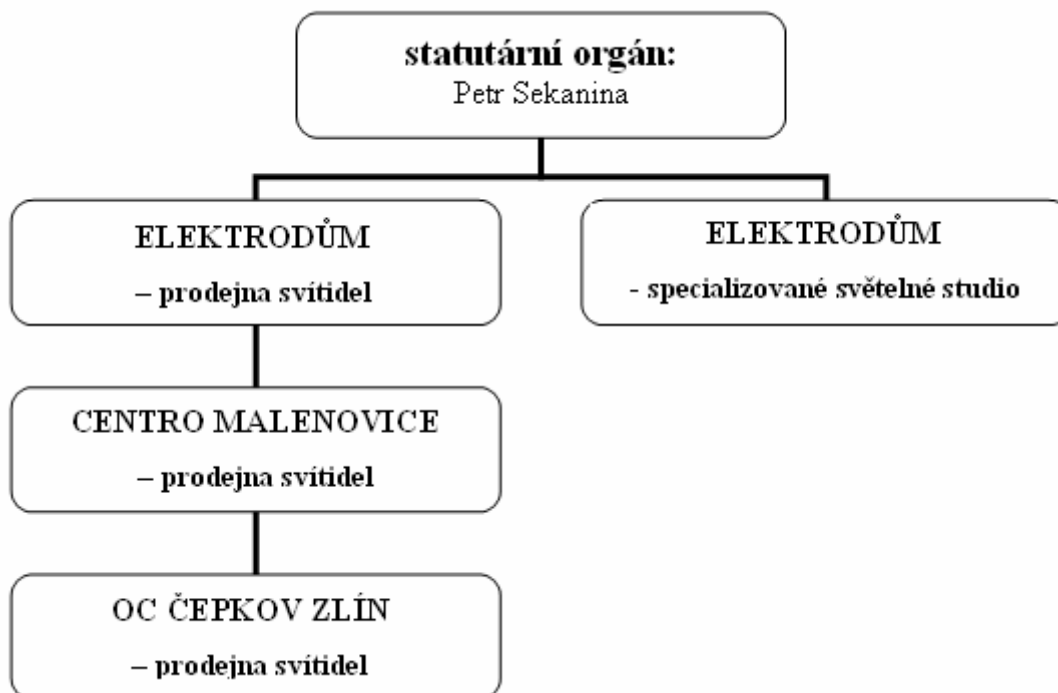 statutární orgán:
Petr Sekanina
ELEKTRODŮM
– prodejna svítidel
ELEKTRODŮM
- specializované světelné studio
CENTRO MALENOVICE
– prodejna svítidel
OC ČEPKOV ZLÍN
– prodejna svítidel